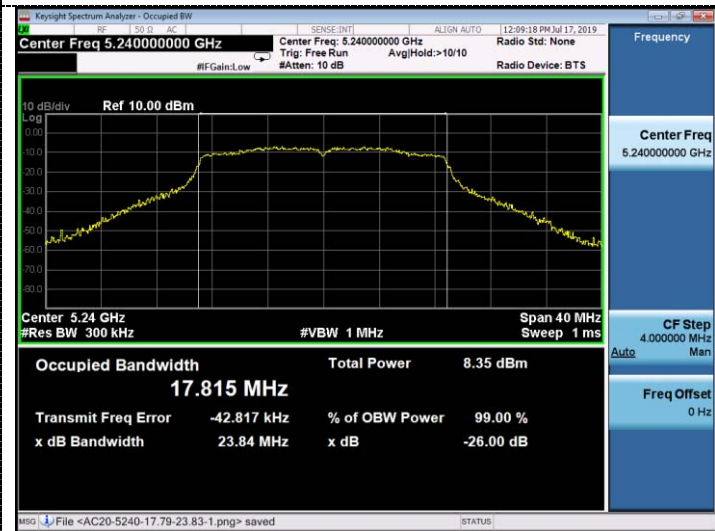 Keysight Spectrum Analyzer - Occupied BW
RF 50 Ω AC SENSE:INT ALIGN AUTO 12:09:18 PM Jul 17, 2019
Center Freq 5.240000000 GHz Center Freq: 5.240000000 GHz Radio Std: None Frequency
Trig: Free Run Avg|Hold:>10/10
#IFGain:Low #Atten: 10 dB Radio Device: BTS
10 dB/div Ref 10.00 dBm
Log
0.00
-10.0
-20.0
-30.0
-40.0
-50.0
-60.0
-70.0
-80.0
Center Freq
5.240000000 GHz
Center 5.24 GHz Span 40 MHz
#Res BW 300 kHz #VBW 1 MHz Sweep 1 ms
CF Step
4.000000 MHz
Auto Man
Occupied Bandwidth Total Power 8.35 dBm
17.815 MHz
Transmit Freq Error -42.817 kHz % of OBW Power 99.00 %
x dB Bandwidth 23.84 MHz x dB -26.00 dB
Freq Offset
0 Hz
MSG File <AC20-5240-17.79-23.83-1.png> saved STATUS